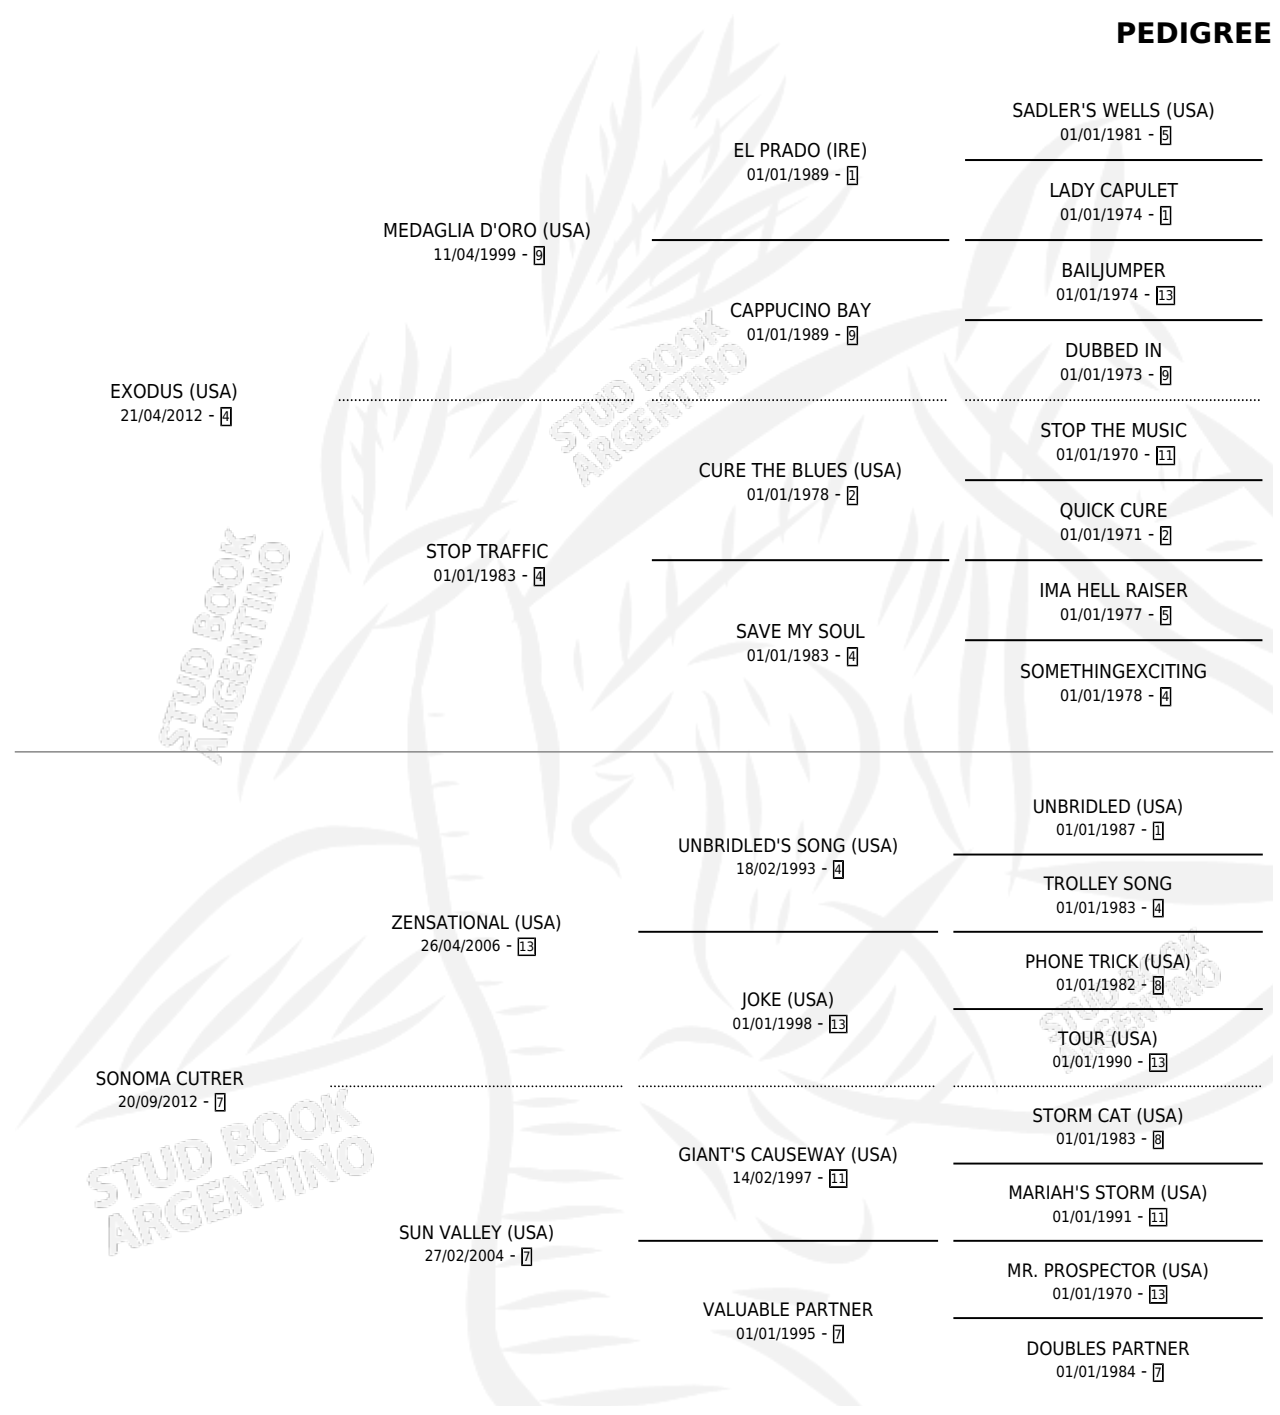 PEDIGREE
SADLER'S WELLS (USA)
01/01/1981 - 5
EL PRADO (IRE)
01/01/1989 - 1
LADY CAPULET
01/01/1974 - 1
MEDAGLIA D'ORO (USA)
11/04/1999 - 9
BAILJUMPER
01/01/1974 - 13
CAPPUCINO BAY
01/01/1989 - 9
DUBBED IN
01/01/1973 - 9
EXODUS (USA)
21/04/2012 - 4
STOP THE MUSIC
01/01/1970 - 11
CURE THE BLUES (USA)
01/01/1978 - 2
QUICK CURE
01/01/1971 - 2
STOP TRAFFIC
01/01/1983 - 4
IMA HELL RAISER
01/01/1977 - 5
SAVE MY SOUL
01/01/1983 - 4
SOMETHINGEXCITING
01/01/1978 - 4
UNBRIDLED (USA)
01/01/1987 - 1
UNBRIDLED'S SONG (USA)
18/02/1993 - 4
TROLLEY SONG
01/01/1983 - 4
ZENSATIONAL (USA)
26/04/2006 - 13
PHONE TRICK (USA)
01/01/1982 - 8
JOKE (USA)
01/01/1998 - 13
TOUR (USA)
01/01/1990 - 13
SONOMA CUTRER
20/09/2012 - 7
STORM CAT (USA)
01/01/1983 - 8
GIANT'S CAUSEWAY (USA)
14/02/1997 - 11
MARIAH'S STORM (USA)
01/01/1991 - 11
SUN VALLEY (USA)
27/02/2004 - 7
MR. PROSPECTOR (USA)
01/01/1970 - 13
VALUABLE PARTNER
01/01/1995 - 7
DOUBLES PARTNER
01/01/1984 - 7
STUD BOOK
ARGENTINO
STUD BOOK
ARGENTINO
STUD BOOK
ARGENTINO
STUD BOOK
ARGENTINO